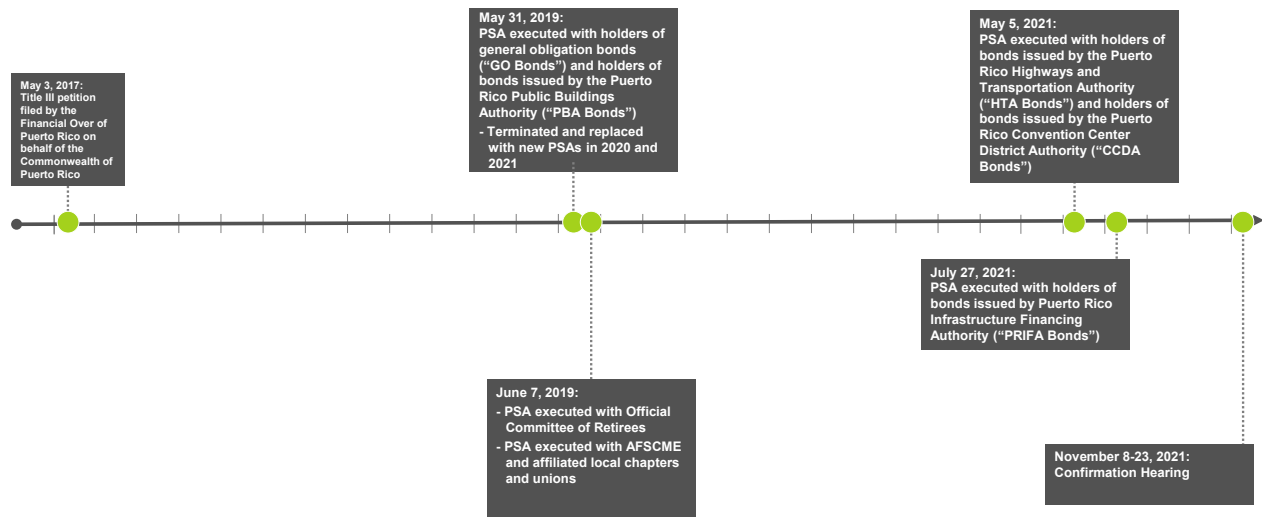 May 3, 2017:
Title III petition
filed by the
Financial Over of
Puerto Rico on
behalf of the
Commonwealth of
Puerto Rico
May 31, 2019:
PSA executed with holders of
general obligation bonds
(“GO Bonds”) and holders of
bonds issued by the Puerto
Rico Public Buildings
Authority (“PBA Bonds”)
- Terminated and replaced
with new PSAs in 2020 and
2021
June 7, 2019:
- PSA executed with Official
Committee of Retirees
- PSA executed with AFSCME
and affiliated local chapters
and unions
May 5, 2021:
PSA executed with holders of
bonds issued by the Puerto
Rico Highways and
Transportation Authority
(“HTA Bonds”) and holders of
bonds issued by the Puerto
Rico Convention Center
District Authority (“CCDA
Bonds”)
July 27, 2021:
PSA executed with holders of
bonds issued by Puerto Rico
Infrastructure Financing
Authority (“PRIFA Bonds”)
November 8-23, 2021:
Confirmation Hearing